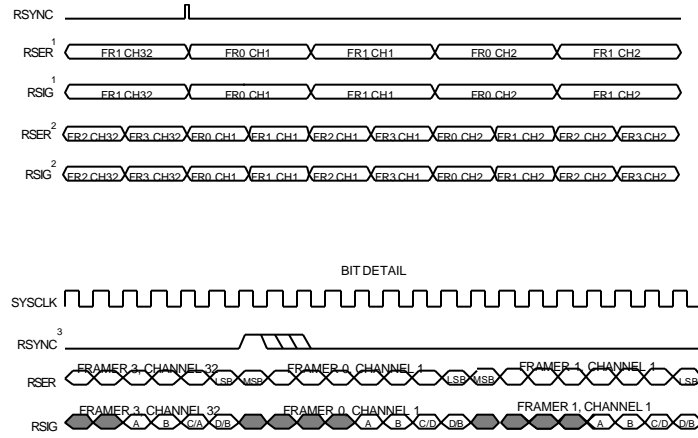 RSYNC
RSER 1 FR1 CH32 FR0 CH1 FR1 CH1 FR0 CH2 FR1 CH2
RSIG 1 FR1 CH32 FR0 CH1 FR1 CH1 FR0 CH2 FR1 CH2
RSER 2 FR2 CH32 FR3 CH32 FR0 CH1 FR1 CH1 FR2 CH1 FR3 CH1 FR0 CH2 FR1 CH2 FR2 CH2 FR3 CH2
RSIG 2 FR2 CH32 FR3 CH32 FR0 CH1 FR1 CH1 FR2 CH1 FR3 CH1 FR0 CH2 FR1 CH2 FR2 CH2 FR3 CH2
BIT DETAIL
SYSCLK
RSYNC 3
FRAMER 3, CHANNEL 32 FRAMER 0, CHANNEL 1 FRAMER 1, CHANNEL 1
RSER LSB MSB LSB MSB LSB
FRAMER 3, CHANNEL 32 FRAMER 0, CHANNEL 1 FRAMER 1, CHANNEL 1
RSIG A B C/A D/B A B C/D D/B A B C/D D/B